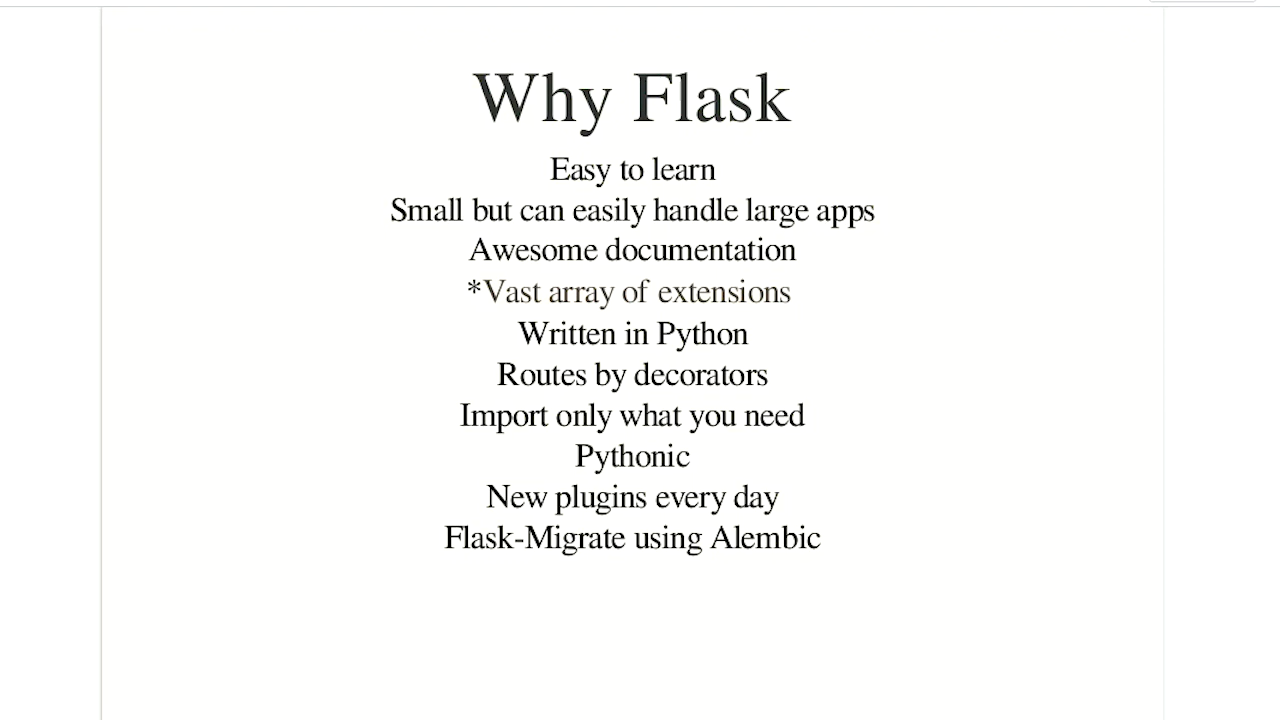 Why Flask
Easy to learn
Small but can easily handle large apps
Awesome documentation
*Vast array of extensions
Written in Python
Routes by decorators
Import only what you need
Pythonic
New plugins every day
Flask-Migrate using Alembic